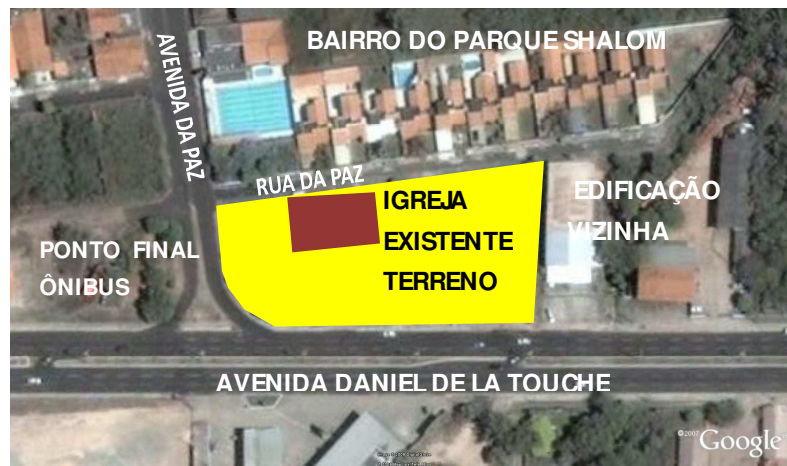 BAIRRO DO PARQUE SHALOM
AVENIDA DA PAZ
RUA DA PAZ
IGREJA
EXISTENTE
TERRENO
EDIFICAÇÃO
VIZINHA
PONTO FINAL
ÔNIBUS
AVENIDA DANIEL DE LA TOUCHE
©2007 Google